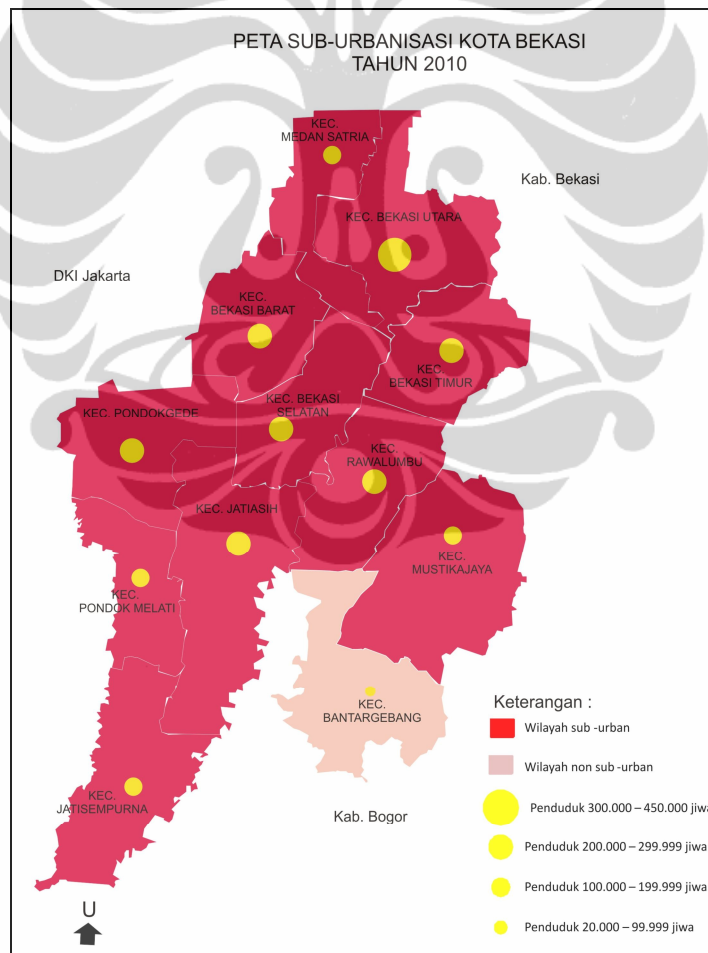 PETA SUB-URBANISASI KOTA BEKASI
TAHUN 2010
KEC.
MEDAN SATRIA
Kab. Bekasi
KEC. BEKASI UTARA
DKI Jakarta
KEC.
BEKASI BARAT
KEC.
BEKASI TIMUR
KEC. BEKASI
SELATAN
KEC. PONDOKGEDE
KEC.
RAWALUMBU
KEC. JATIASIH
KEC.
MUSTIKAJAYA
KEC.
PONDOK MELATI
KEC.
BANTARGEBANG
KEC.
JATISEMPURNA
Kab. Bogor
U
Keterangan :
Wilayah sub -urban
Wilayah non sub -urban
Penduduk 300.000 – 450.000 jiwa
Penduduk 200.000 – 299.999 jiwa
Penduduk 100.000 – 199.999 jiwa
Penduduk 20.000 – 99.999 jiwa